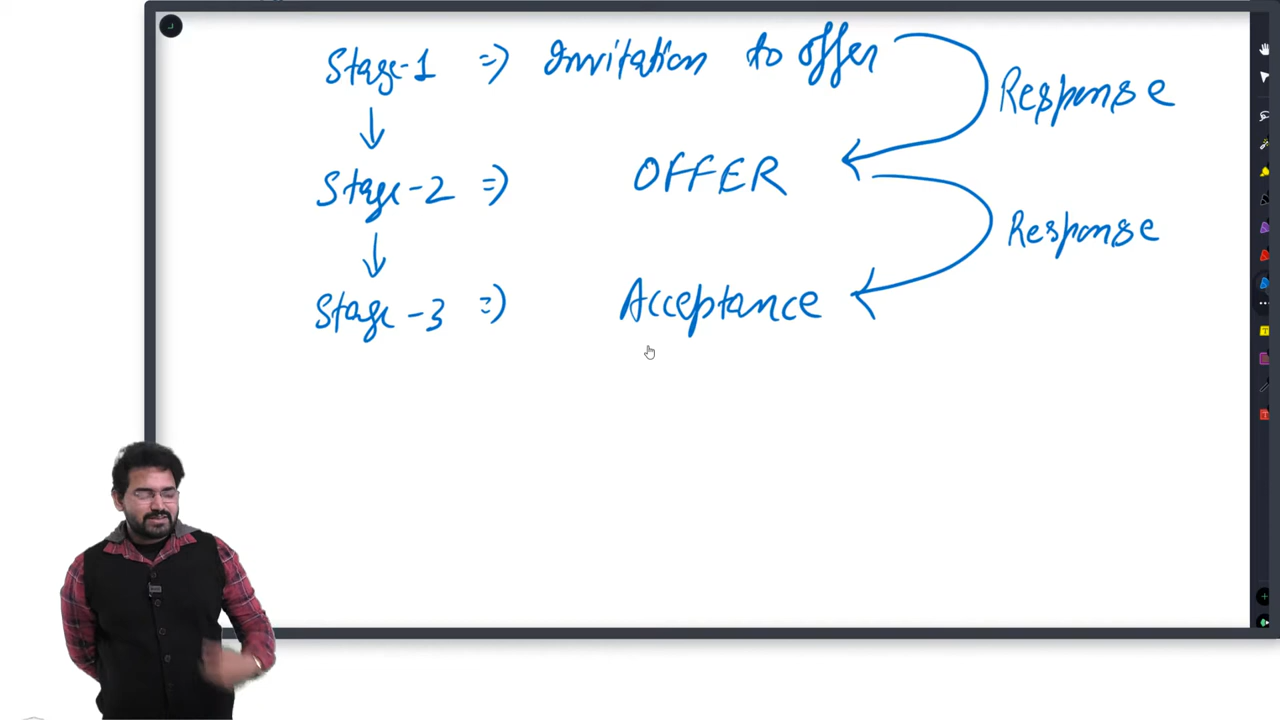 Stage-1 => Invitation to offer
Response
Stage-2 => OFFER
Response
Stage-3 => Acceptance